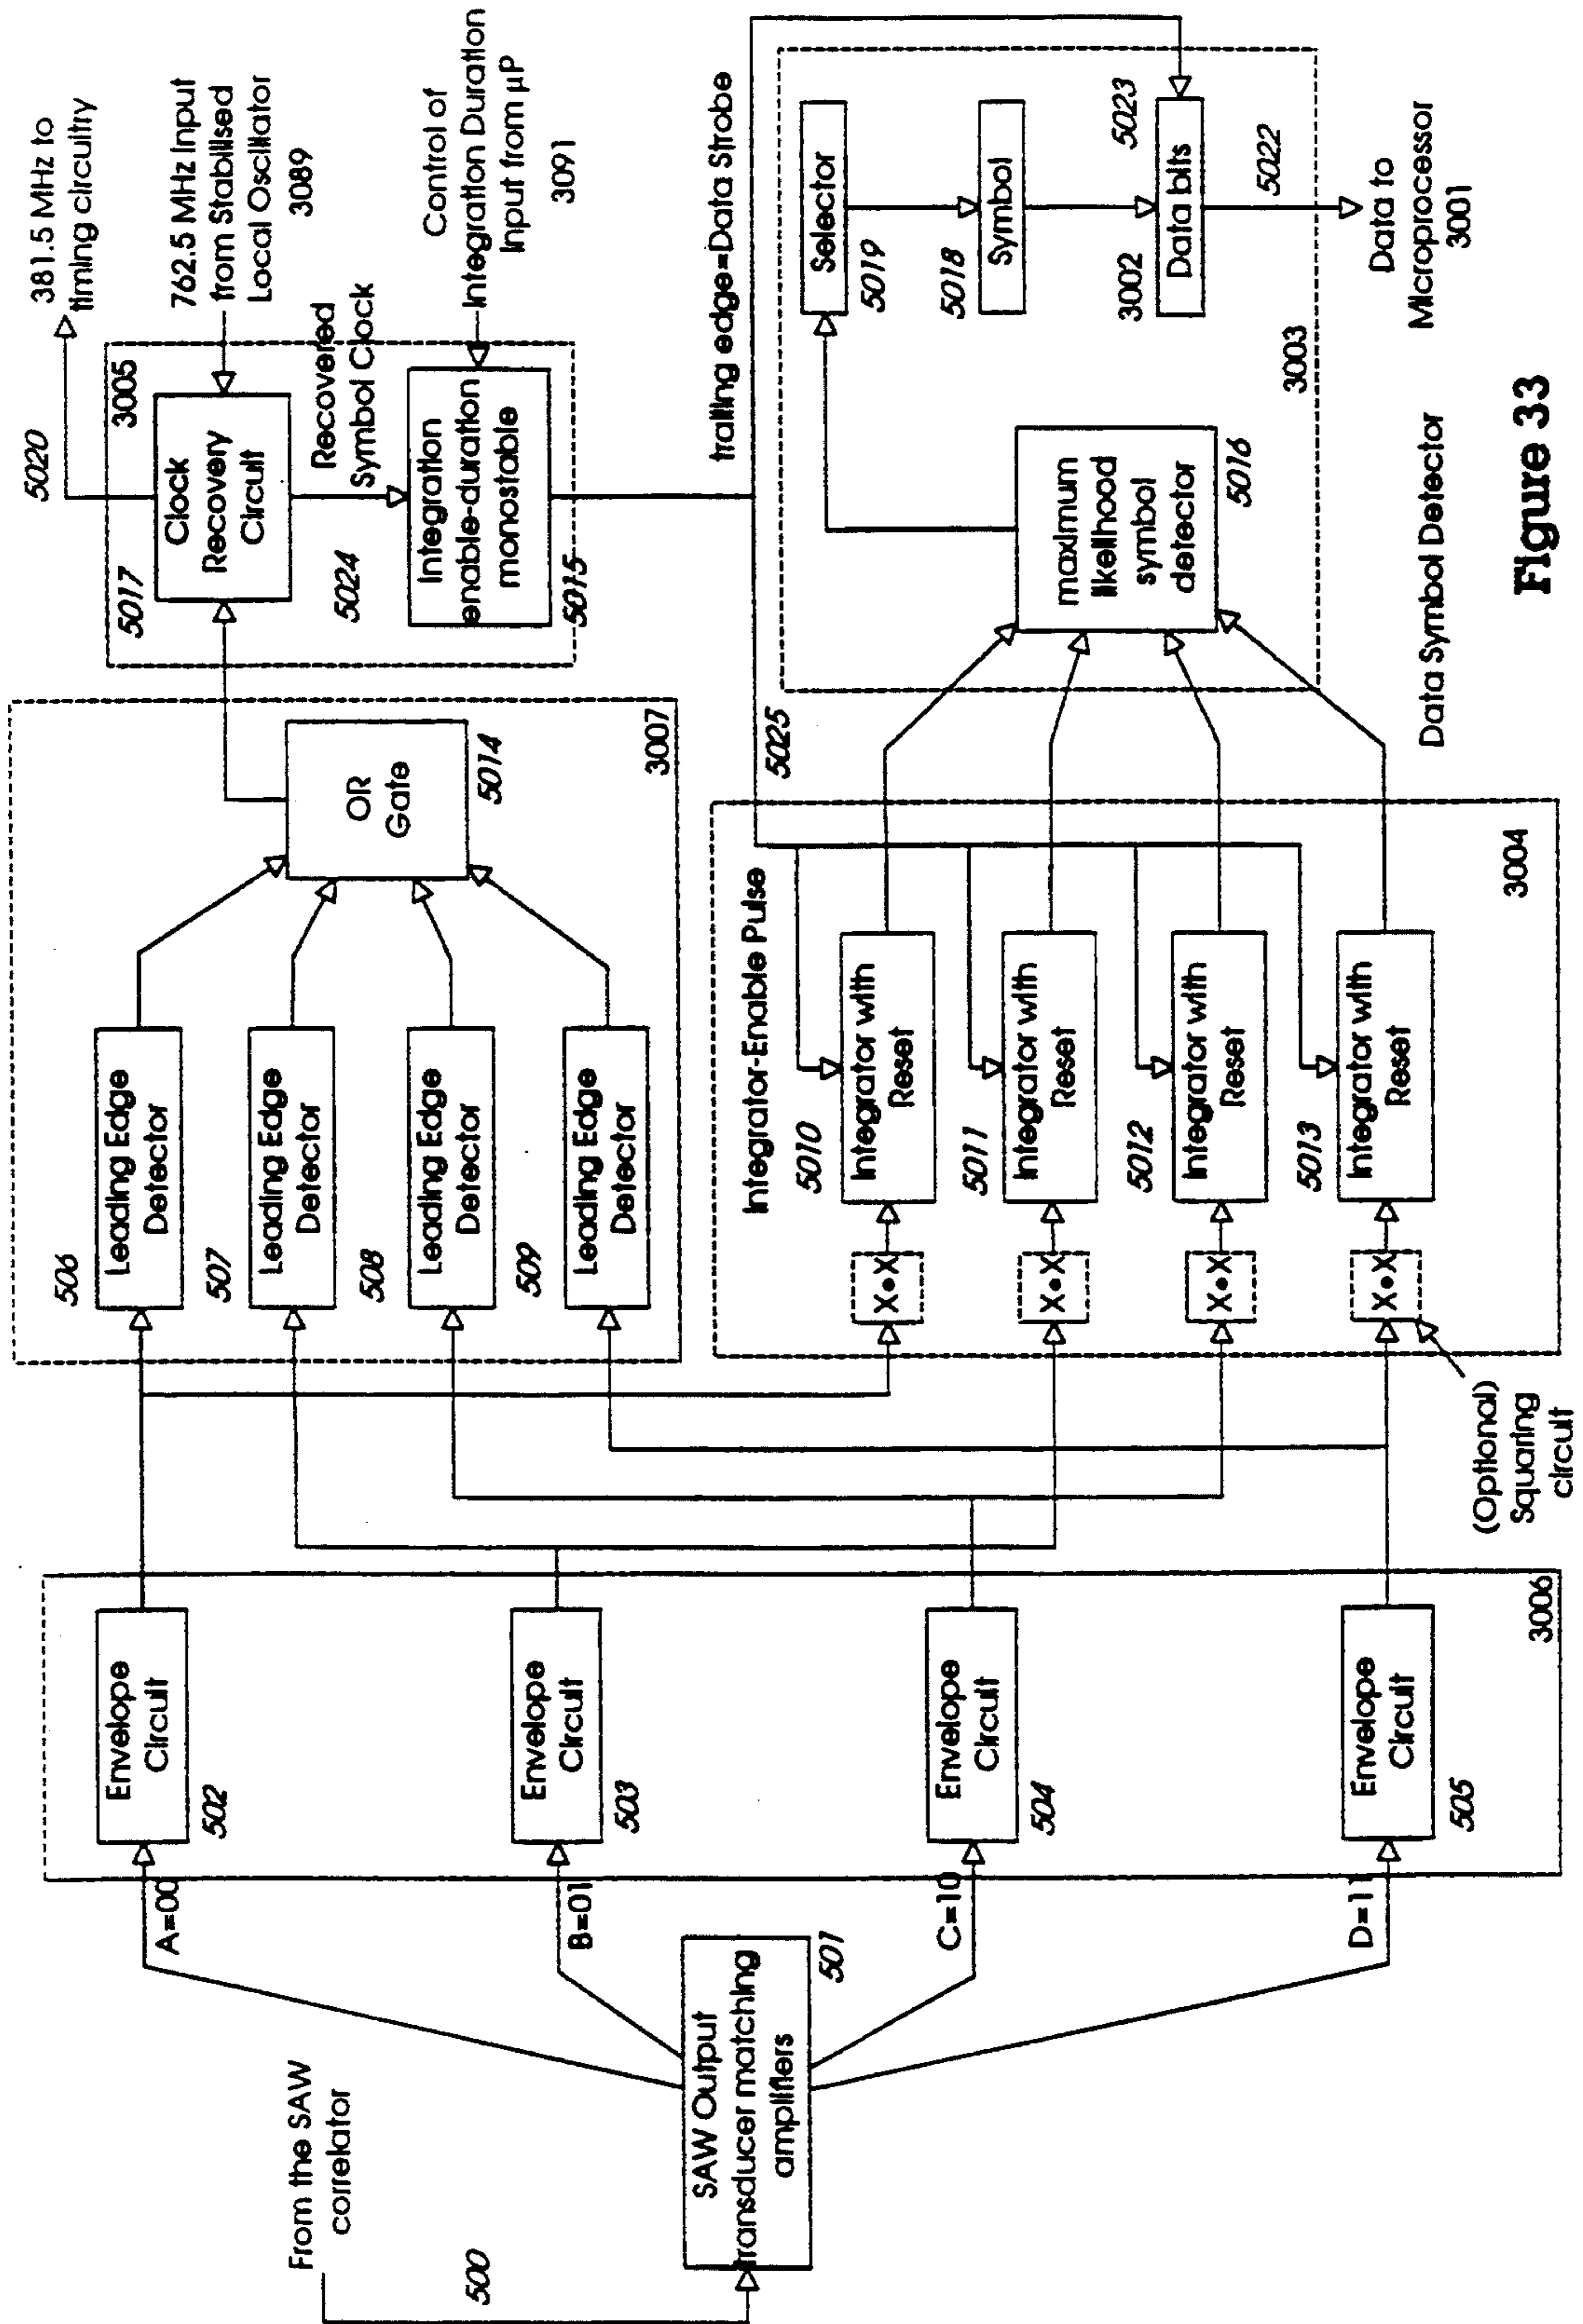 From the SAW
correlator
500
SAW Output
transducer matching
amplifiers
501
A=00
B=01
C=10
D=11
Envelope
Circuit
502
Envelope
Circuit
503
Envelope
Circuit
504
Envelope
Circuit
505
3006
506
Leading Edge
Detector
507
Leading Edge
Detector
508
Leading Edge
Detector
509
Leading Edge
Detector
OR
Gate
5014
3007
(Optional)
Squaring
circuit
X•X
X•X
X•X
X•X
Integrator-Enable Pulse
5010
Integrator with
Reset
5011
Integrator with
Reset
5012
Integrator with
Reset
5013
Integrator with
Reset
3004
5025
5020
381.5 MHz to
timing circuitry
5017
Clock
Recovery
Circuit
3005
762.5 MHz Input
from Stabilised
Local Oscillator
3089
5024
Recovered
Symbol Clock
Integration
enable-duration
monostable
5015
Control of
Integration Duration
Input from µP
3091
trailing edge=Data Strobe
maximum
likelihood
symbol
detector
5016
Selector
5019
5018
Symbol
3002
Data bits
5023
5022
3003
Data to
Microprocessor
3001
Data Symbol Detector
Figure 33